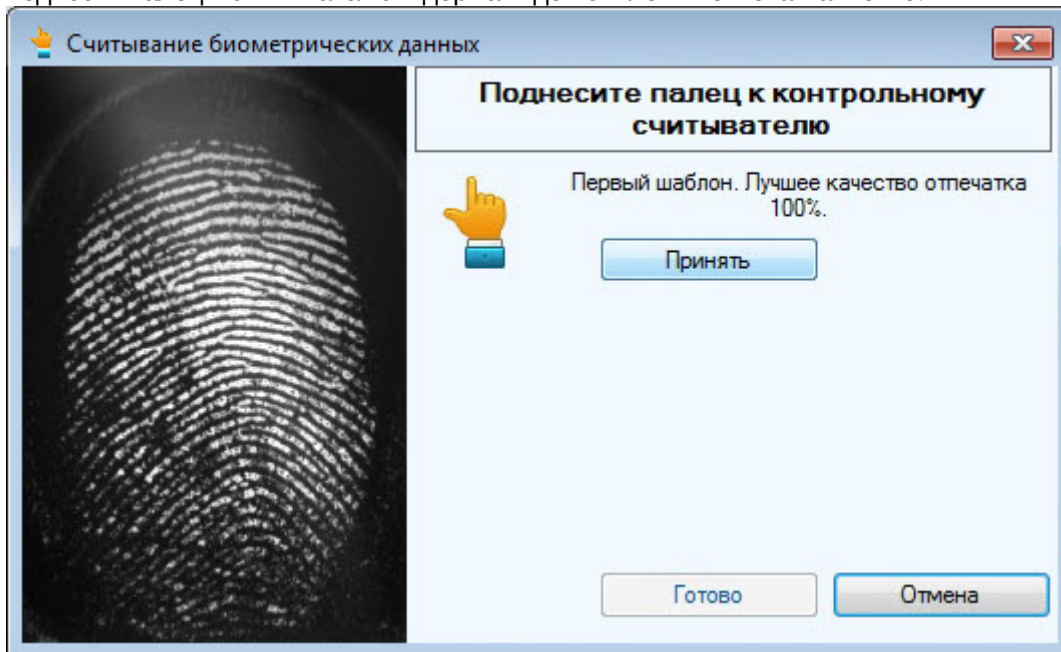 Считывание биометрических данных
Поднесите палец к контрольному
считывателю
Первый шаблон. Лучшее качество отпечатка
100%.
Принять
Готово
Отмена